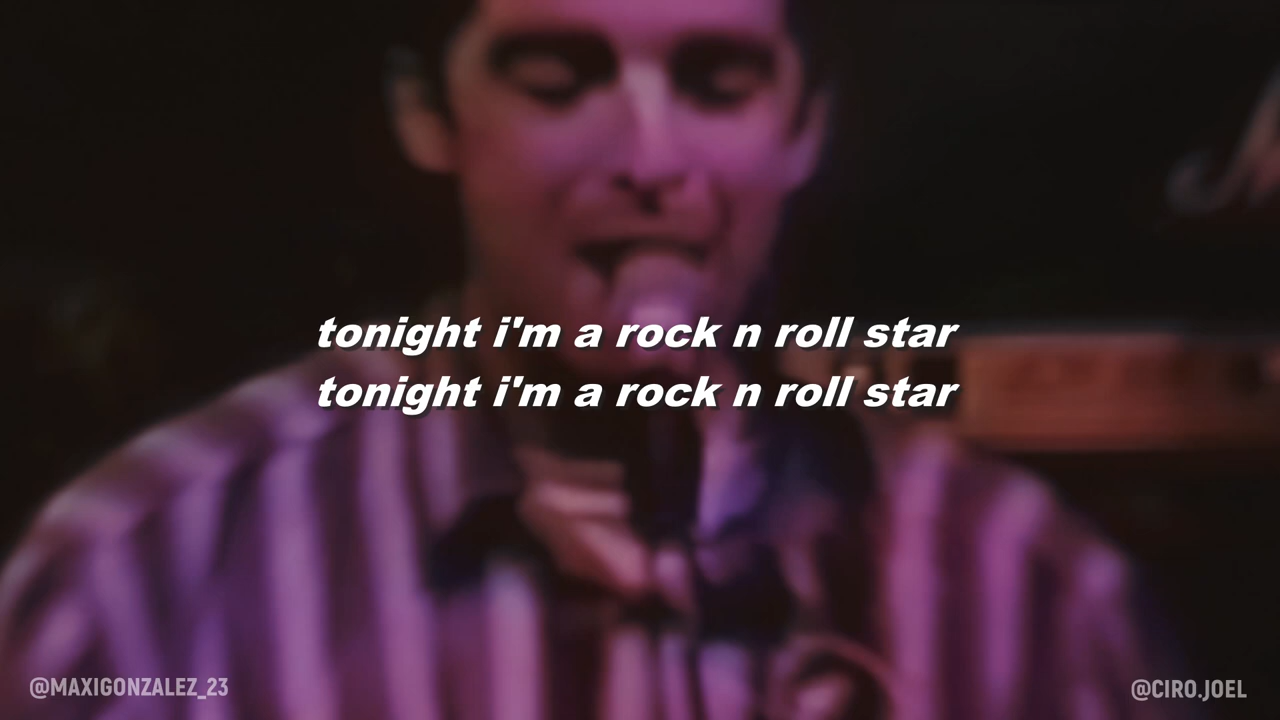 tonight i'm a rock n roll star
tonight i'm a rock n roll star
@MAXIGONZALEZ_23
@CIRO.JOEL